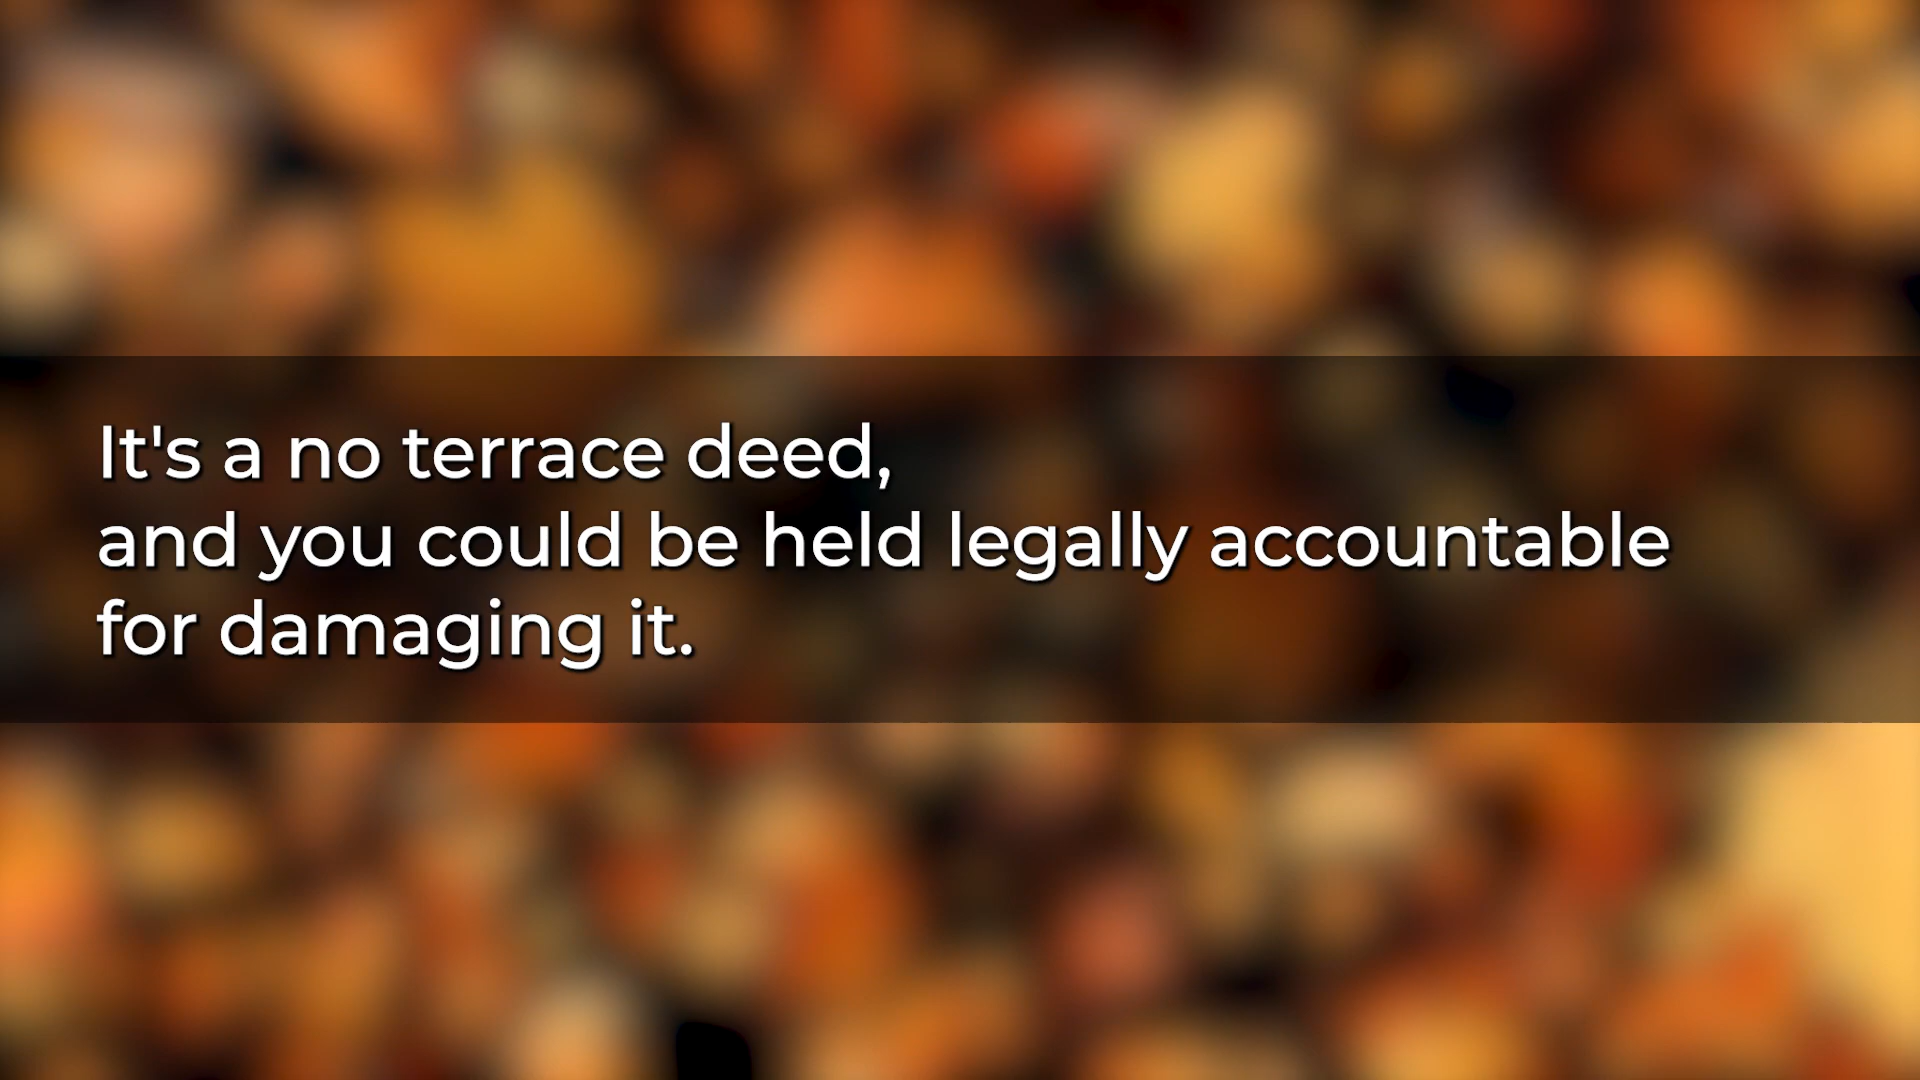 It's a no terrace deed,
and you could be held legally accountable
for damaging it.